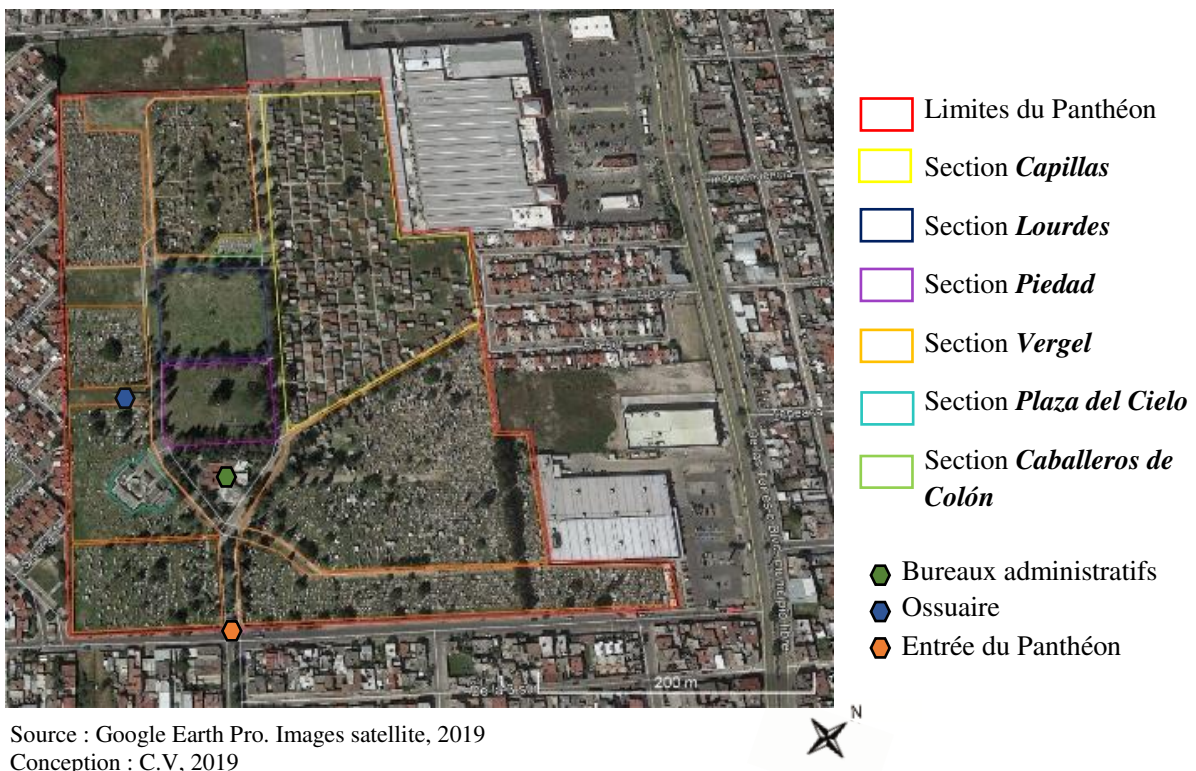 Limites du Panthéon
Section Capillas
Section Lourdes
Section Piedad
Section Vergel
Section Plaza del Cielo
Section Caballeros de
Colón
Bureaux administratifs
Ossuaire
Entrée du Panthéon
200 m
N
Source : Google Earth Pro. Images satellite, 2019
Conception : C.V, 2019